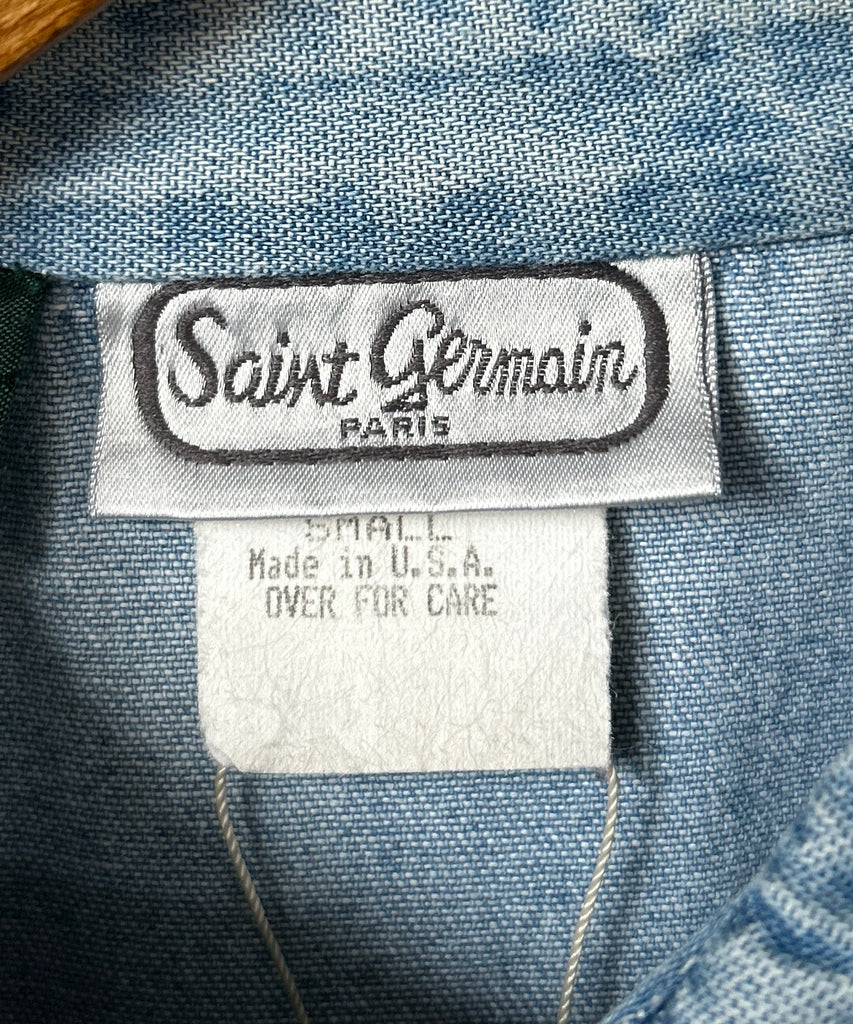 Saint Germain
PARIS
SMALL
Made in U.S.A.
OVER FOR CARE